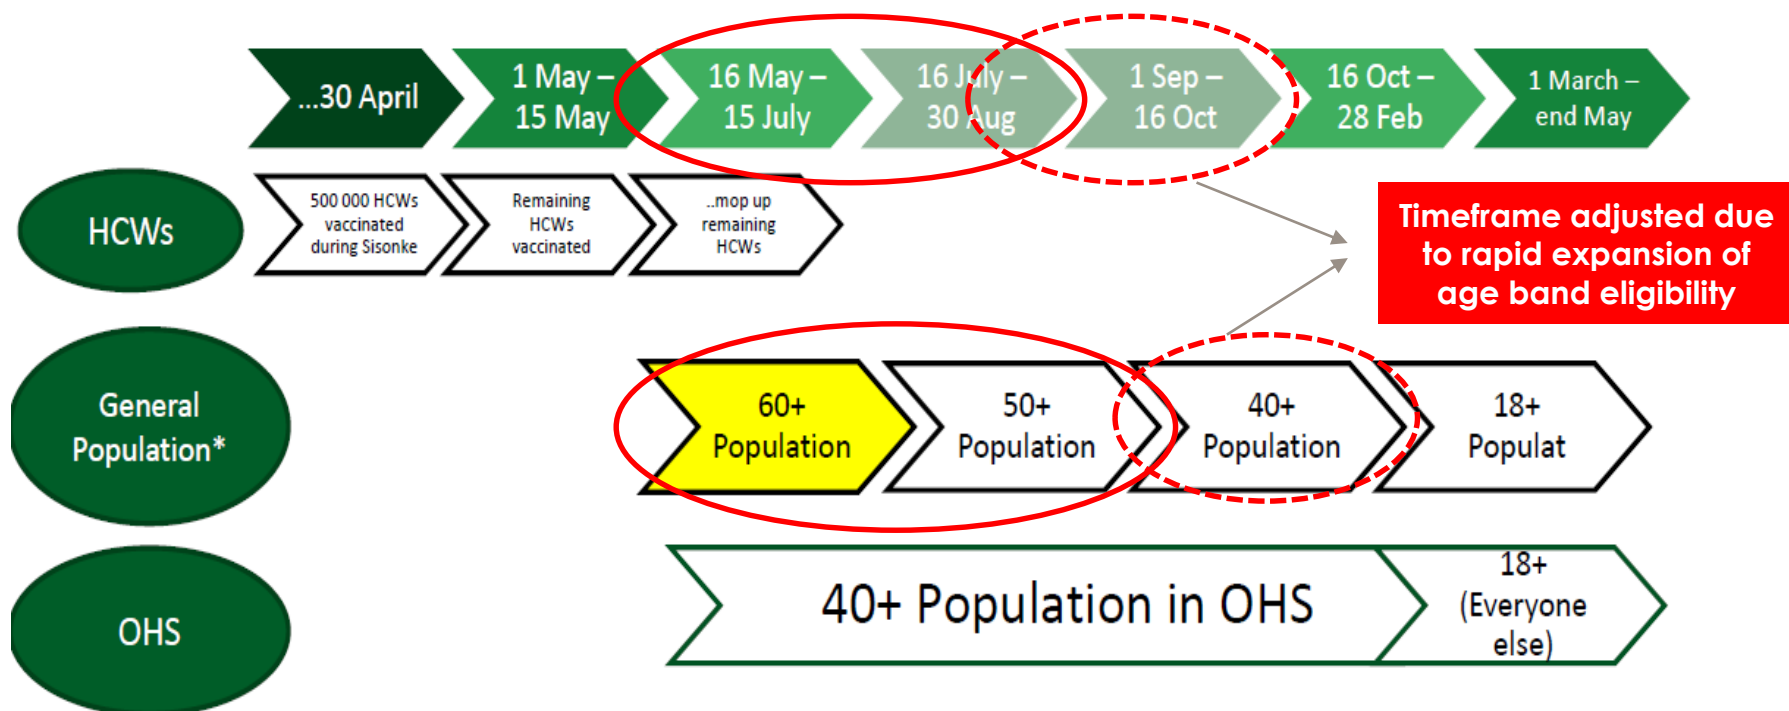 ...30 April
1 May –
15 May
16 May –
15 July
16 July –
30 Aug
1 Sep –
16 Oct
16 Oct –
28 Feb
1 March –
end May
HCWs
500 000 HCWs
vaccinated
during Sisonke
Remaining
HCWs
vaccinated
..mop up
remaining
HCWs
Timeframe adjusted due
to rapid expansion of
age band eligibility
General
Population*
60+
Population
50+
Population
40+
Population
18+
Populat
OHS
40+ Population in OHS
18+
(Everyone
else)